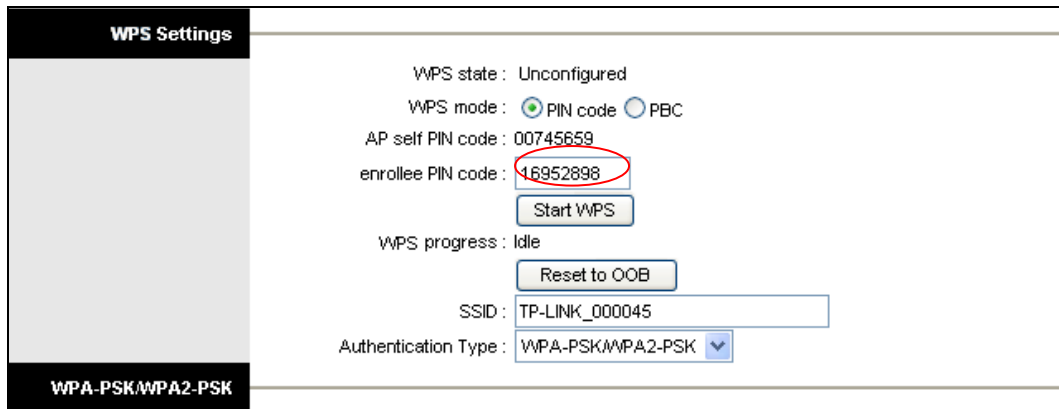 WPS Settings
WPS state : Unconfigured
WPS mode : PIN code PBC
AP self PIN code : 00745659
enrollee PIN code : 16952898
Start WPS
WPS progress : Idle
Reset to OOB
SSID : TP-LINK_000045
Authentication Type : WPA-PSK/WPA2-PSK
WPA-PSK/WPA2-PSK